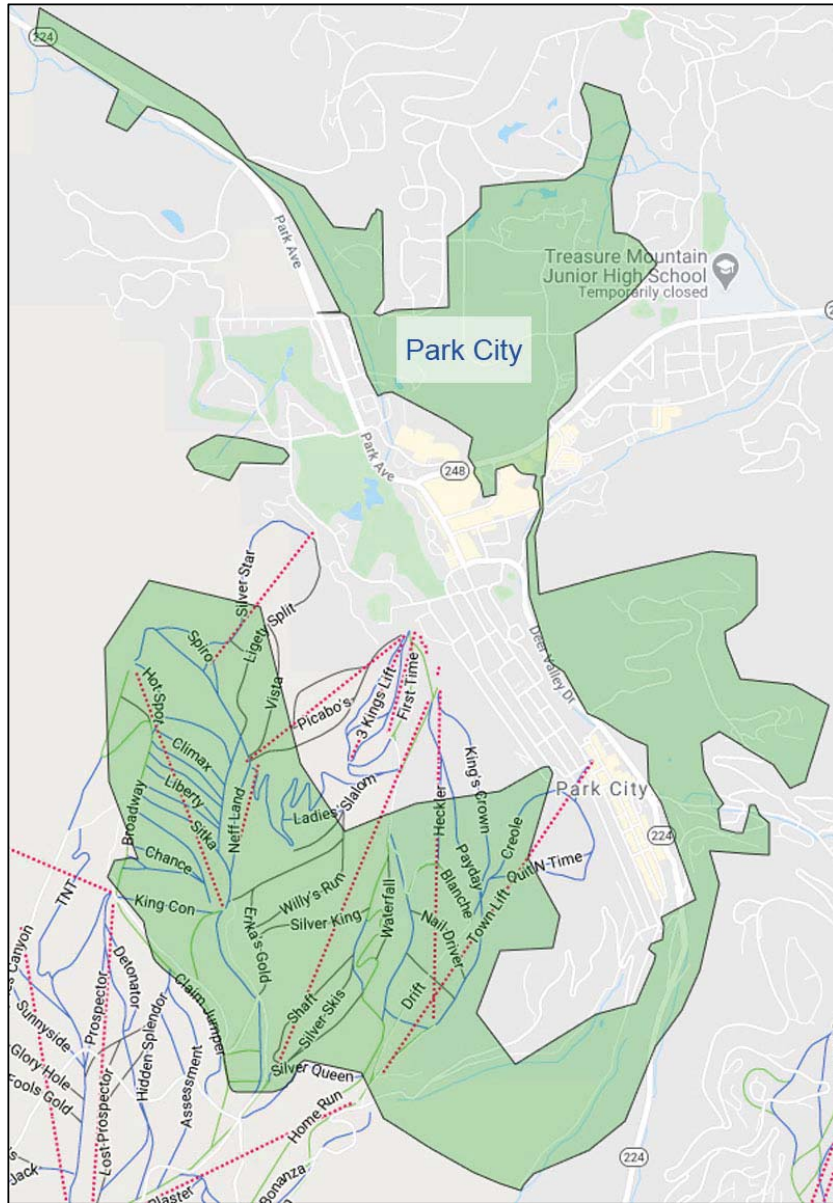 224
Park Ave
Treasure Mountain
Junior High School
Temporarily closed
Park City
Park Ave
248
Silver Star
Ligety Split
Spiro
Vista
Hot Spot
Picabo's
3 Kings Lift
First Time
Deer Valley Dr
Climax
Broadway
Liberty
Sitka
Neff Land
Ladies'
Slalom
Heckler
King's Crown
Park City
Creole
224
Chance
Payday
Quit N Time
Blanche
Town Lift
TNT
King Con
Willy's Run
Waterfall
Silver King
Erika's Gold
Nail Driver
Canyon
Detonator
Claim Jumper
Drift
Shaft
Silver Skis
Sunnyside
Prospector
Hidden Splendor
Glory Hole
Fools Gold
Assessment
Silver Queen
Lost Prospector
Home Run
Jack
Bonanza
224